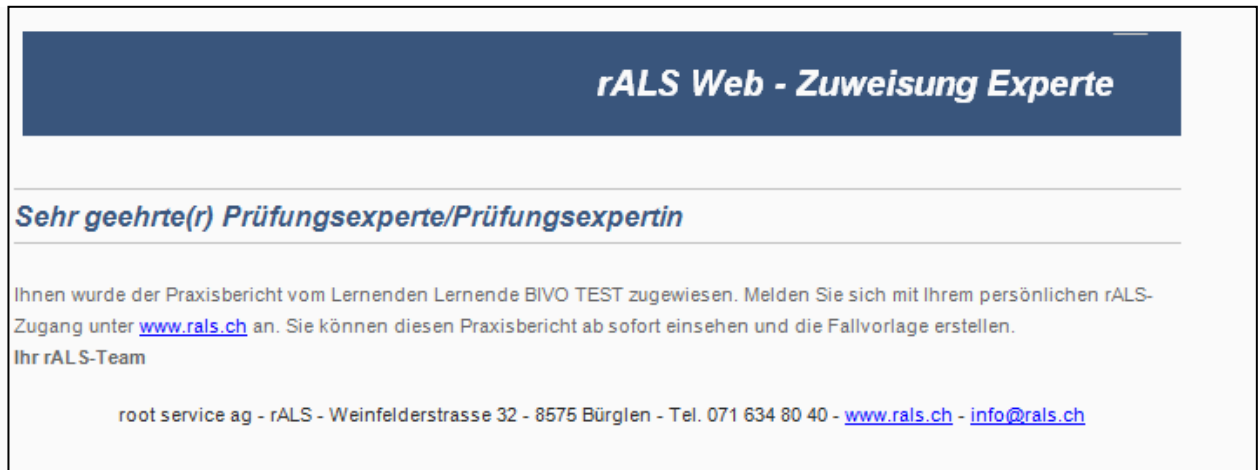 rALS Web - Zuweisung Experte
Sehr geehrte(r) Prüfungsexperte/Prüfungsexpertin
Ihnen wurde der Praxisbericht vom Lernenden Lernende BIVO TEST zugewiesen. Melden Sie sich mit Ihrem persönlichen rALS-
Zugang unter www.rals.ch an. Sie können diesen Praxisbericht ab sofort einsehen und die Fallvorlage erstellen.
Ihr rALS-Team
root service ag - rALS - Weinfelderstrasse 32 - 8575 Bürglen - Tel. 071 634 80 40 - www.rals.ch - info@rals.ch